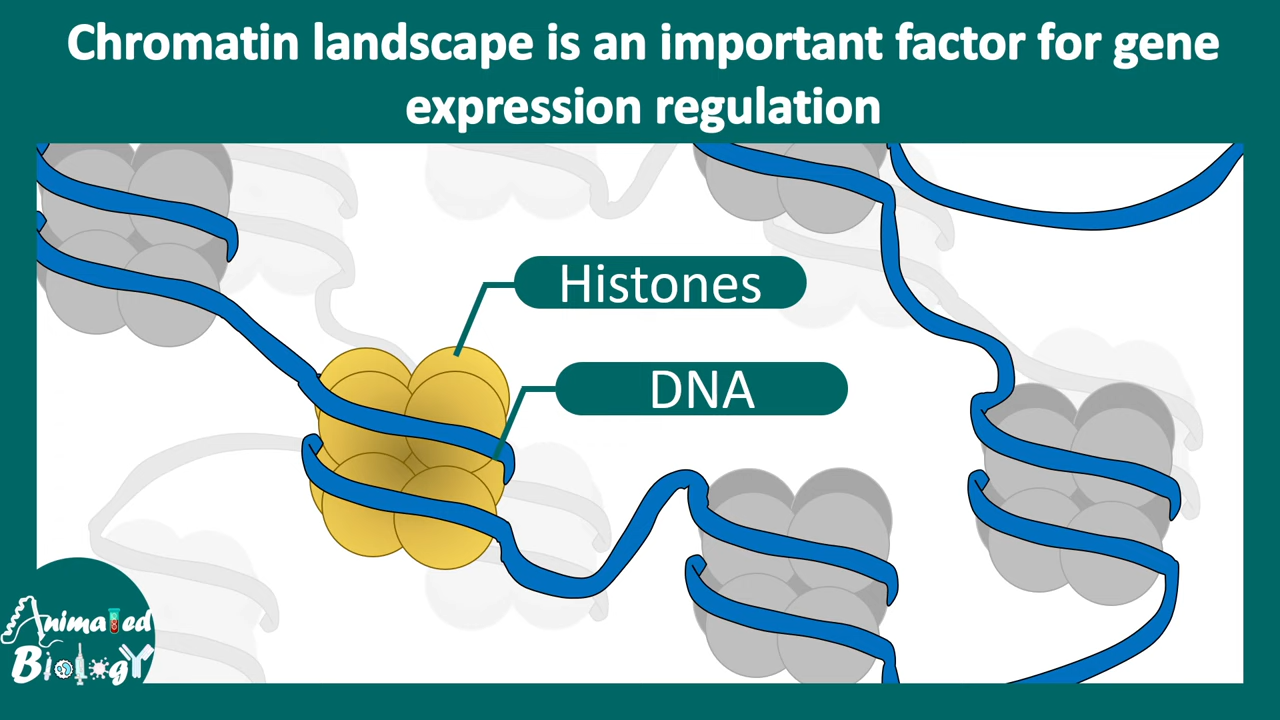 Chromatin landscape is an important factor for gene
expression regulation
Histones
DNA
Animated
Biology